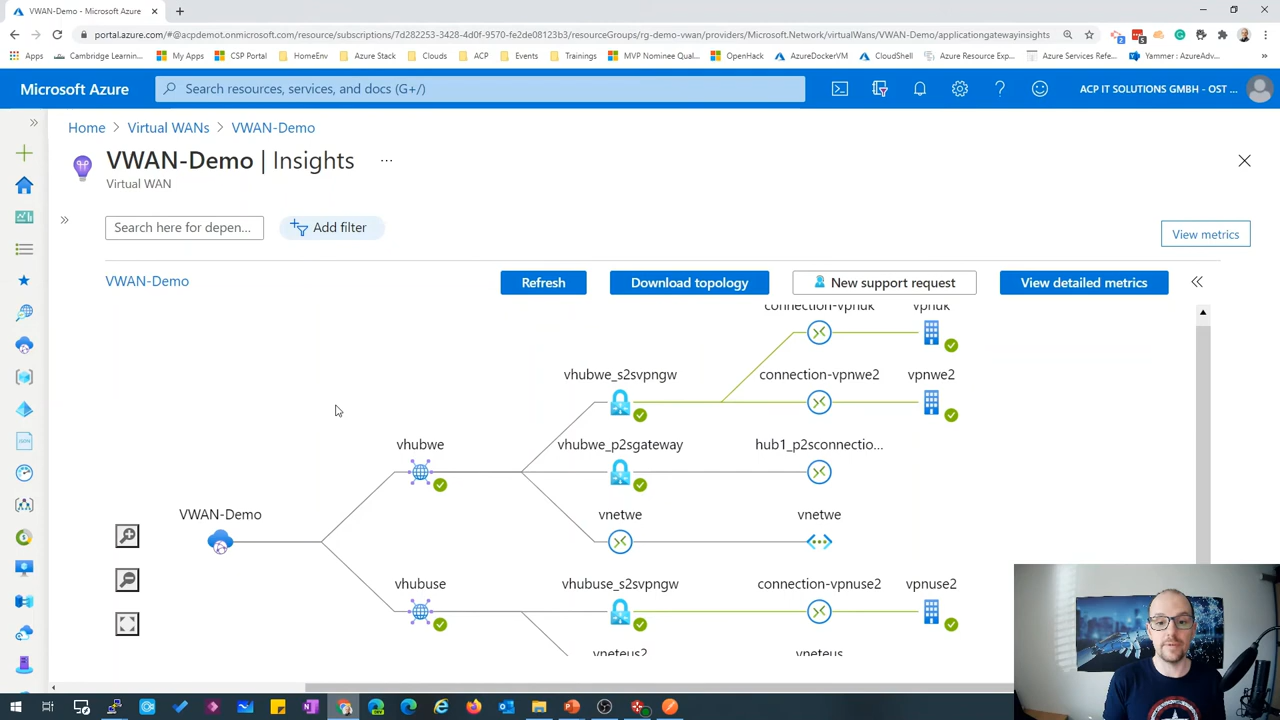 VWAN-Demo - Microsoft Azure
portal.azure.com/#@acpdemot.onmicrosoft.com/resource/subscriptions/7d282253-3428-4d0f-9570-fe2de08123b3/resourceGroups/rg-demo-vwan/providers/Microsoft.Network/virtualWans/VWAN-Demo/applicationgatewayinsights
Apps
Cambridge Learnin...
My Apps
CSP Portal
HomeEnv
Azure Stack
Clouds
ACP
Events
Trainings
MVP Nominee Qual...
OpenHack
AzureDockerVM
CloudShell
Azure Resource Exp...
Azure Services Refe...
Yammer : AzureAdv...
Microsoft Azure
Search resources, services, and docs (G+/)
ACP IT SOLUTIONS GMBH - OST ...
Home > Virtual WANs > VWAN-Demo
VWAN-Demo | Insights ...
Virtual WAN
Search here for depen...
Add filter
View metrics
VWAN-Demo
Refresh
Download topology
New support request
View detailed metrics
connection-vpnuk
vpnuk
vhubwe_s2svpngw
connection-vpnwe2
vpnwe2
vhubwe
vhubwe_p2sgateway
hub1_p2sconnectio...
VWAN-Demo
vnetwe
vnetwe
vhubuse
vhubuse_s2svpngw
connection-vpnuse2
vpnuse2
vneteus2
vneteus